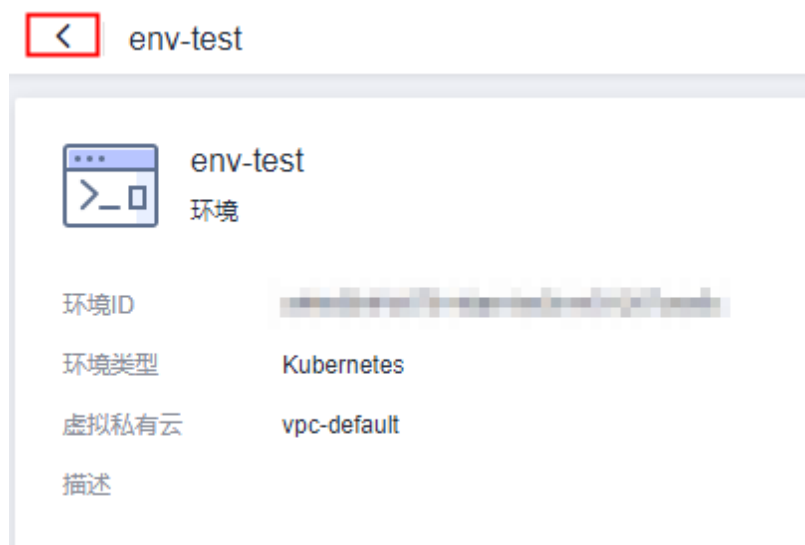 env-test
env-test
环境
环境ID
环境类型 Kubernetes
虚拟私有云 vpc-default
描述